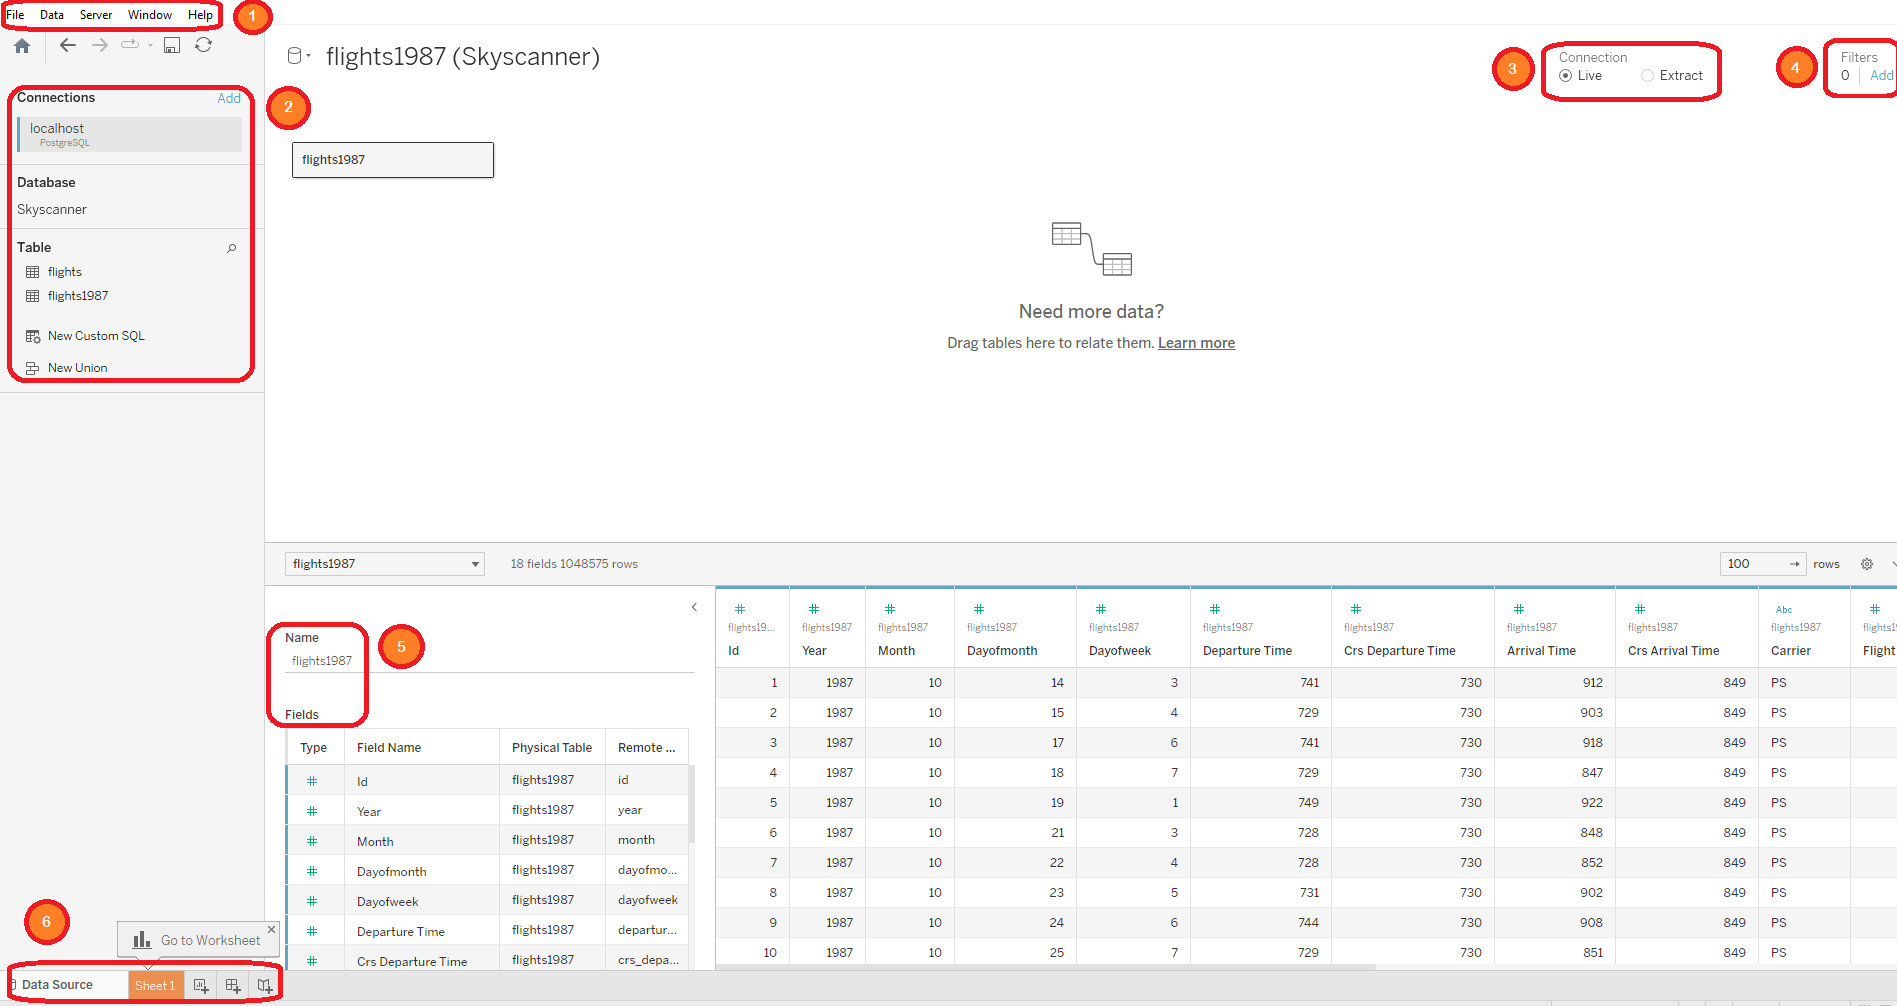 File Data Server Window Help
1
flights1987 (Skyscanner)
3
Connection
Live Extract
4
Filters
0 Add
Connections Add
2
localhost
PostgreSQL
Database
Skyscanner
Table
flights
flights1987
New Custom SQL
New Union
flights1987
Need more data?
Drag tables here to relate them. Learn more
flights1987
18 fields 1048575 rows
100 → rows
Name
flights1987
5
Fields
Type Field Name Physical Table Remote ...
# Id flights1987 id
# Year flights1987 year
# Month flights1987 month
# Dayofmonth flights1987 dayofmo...
# Dayofweek flights1987 dayofweek
# Departure Time flights1987 departur...
# Crs Departure Time flights1987 crs_depa...
# # # # # # # # # Abc #
flights19... flights1987 flights1987 flights1987 flights1987 flights1987 flights1987 flights1987 flights1987 flights1987 flights1
Id Year Month Dayofmonth Dayofweek Departure Time Crs Departure Time Arrival Time Crs Arrival Time Carrier Flight
1 1987 10 14 3 741 730 912 849 PS
2 1987 10 15 4 729 730 903 849 PS
3 1987 10 17 6 741 730 918 849 PS
4 1987 10 18 7 729 730 847 849 PS
5 1987 10 19 1 749 730 922 849 PS
6 1987 10 21 3 728 730 848 849 PS
7 1987 10 22 4 728 730 852 849 PS
8 1987 10 23 5 731 730 902 849 PS
9 1987 10 24 6 744 730 908 849 PS
10 1987 10 25 7 729 730 851 849 PS
6
Go to Worksheet
Data Source Sheet 1